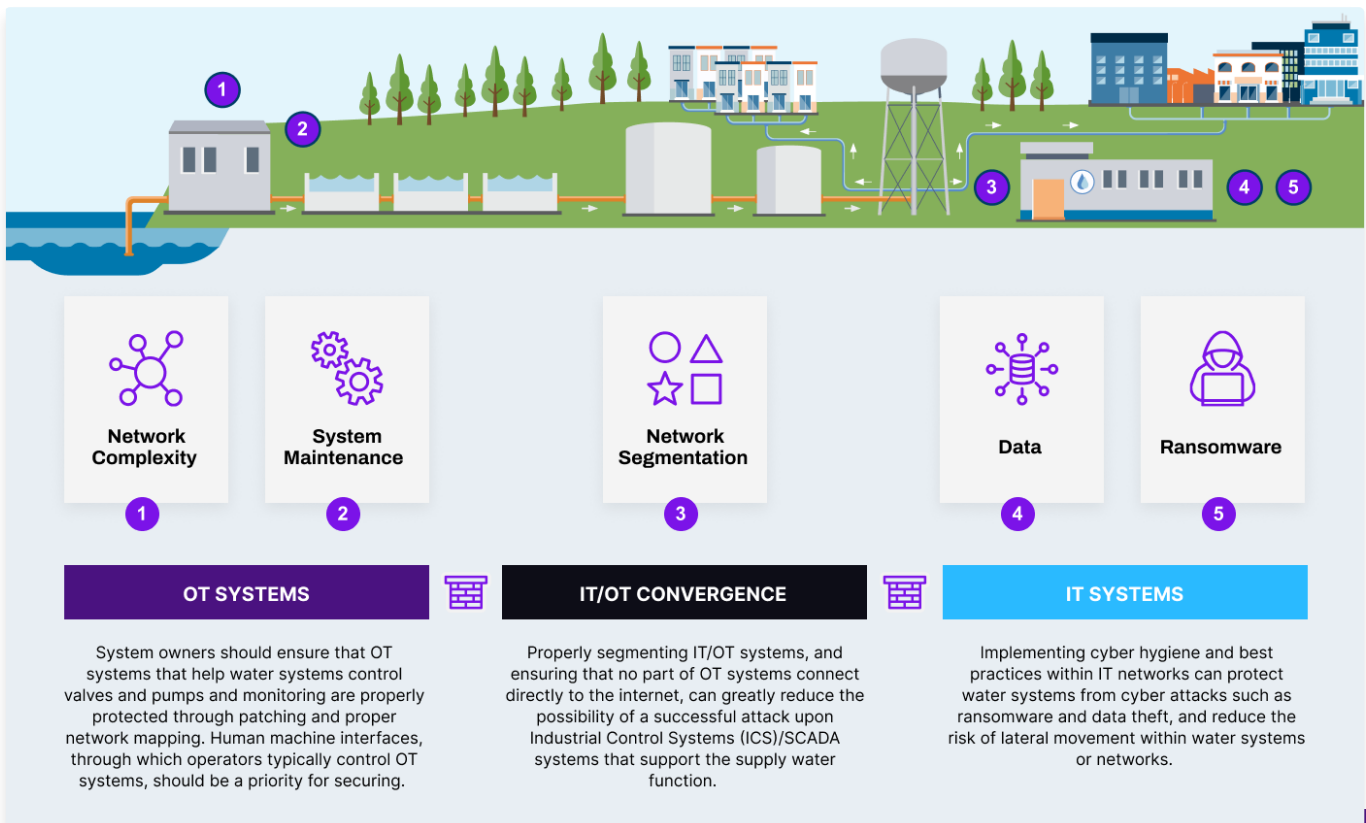 1
2
3
4
5
Network
Complexity
System
Maintenance
Network
Segmentation
Data
Ransomware
1
2
3
4
5
OT SYSTEMS
IT/OT CONVERGENCE
IT SYSTEMS
System owners should ensure that OT
systems that help water systems control
valves and pumps and monitoring are properly
protected through patching and proper
network mapping. Human machine interfaces,
through which operators typically control OT
systems, should be a priority for securing.
Properly segmenting IT/OT systems, and
ensuring that no part of OT systems connect
directly to the internet, can greatly reduce the
possibility of a successful attack upon
Industrial Control Systems (ICS)/SCADA
systems that support the supply water
function.
Implementing cyber hygiene and best
practices within IT networks can protect
water systems from cyber attacks such as
ransomware and data theft, and reduce the
risk of lateral movement within water systems
or networks.